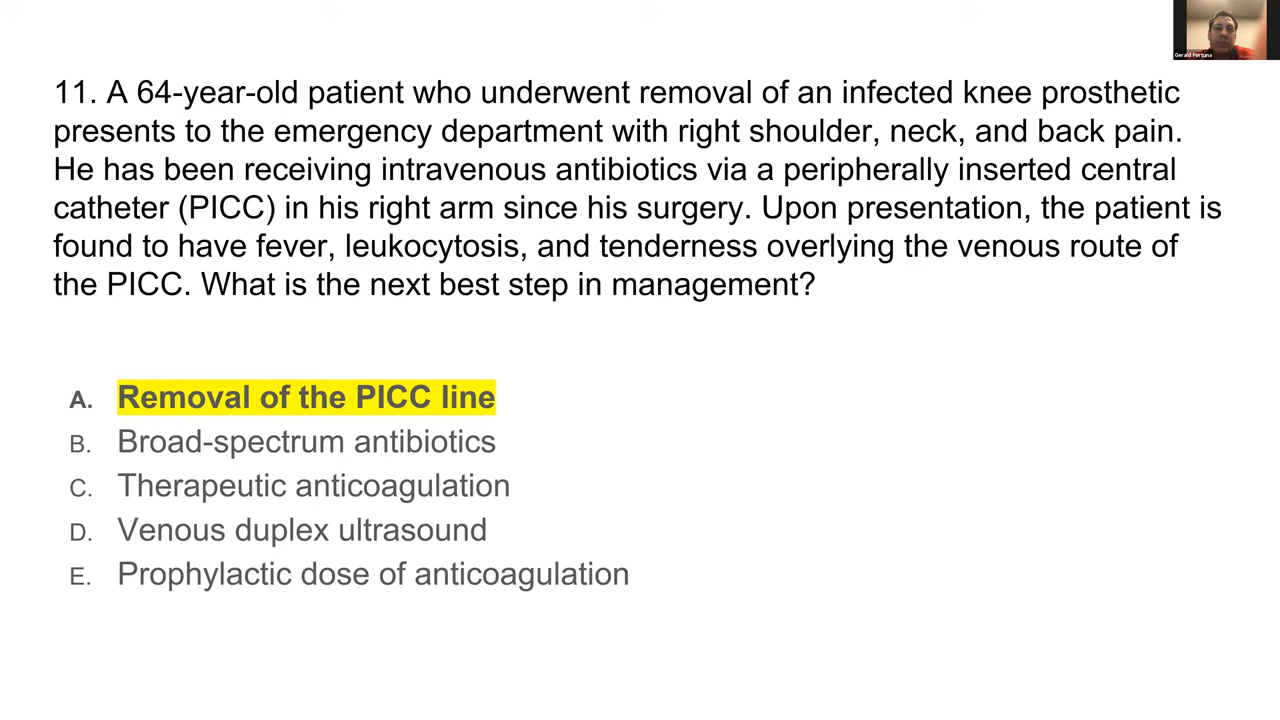 Gerald Fortuna
11. A 64-year-old patient who underwent removal of an infected knee prosthetic
presents to the emergency department with right shoulder, neck, and back pain.
He has been receiving intravenous antibiotics via a peripherally inserted central
catheter (PICC) in his right arm since his surgery. Upon presentation, the patient is
found to have fever, leukocytosis, and tenderness overlying the venous route of
the PICC. What is the next best step in management?
A. Removal of the PICC line
B. Broad-spectrum antibiotics
C. Therapeutic anticoagulation
D. Venous duplex ultrasound
E. Prophylactic dose of anticoagulation